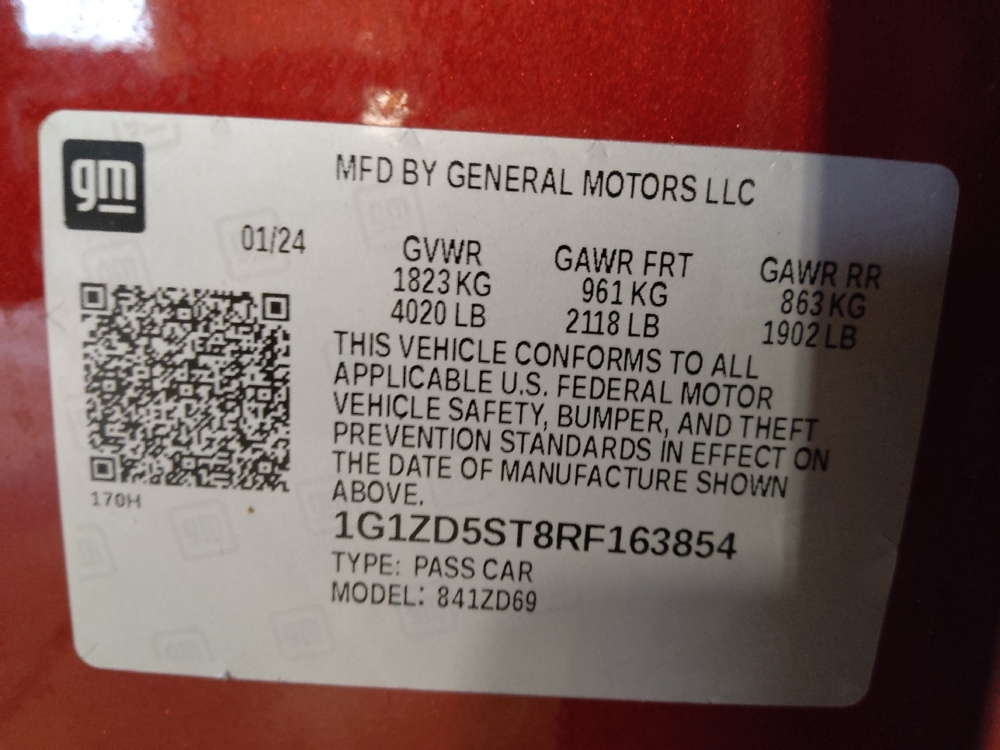 gm
MFD BY GENERAL MOTORS LLC
01/24
GVWR GAWR FRT GAWR RR
1823 KG 961 KG 863 KG
4020 LB 2118 LB 1902 LB
THIS VEHICLE CONFORMS TO ALL
APPLICABLE U.S. FEDERAL MOTOR
VEHICLE SAFETY, BUMPER, AND THEFT
PREVENTION STANDARDS IN EFFECT ON
THE DATE OF MANUFACTURE SHOWN
ABOVE.
170H
1G1ZD5ST8RF163854
TYPE: PASS CAR
MODEL: 841ZD69